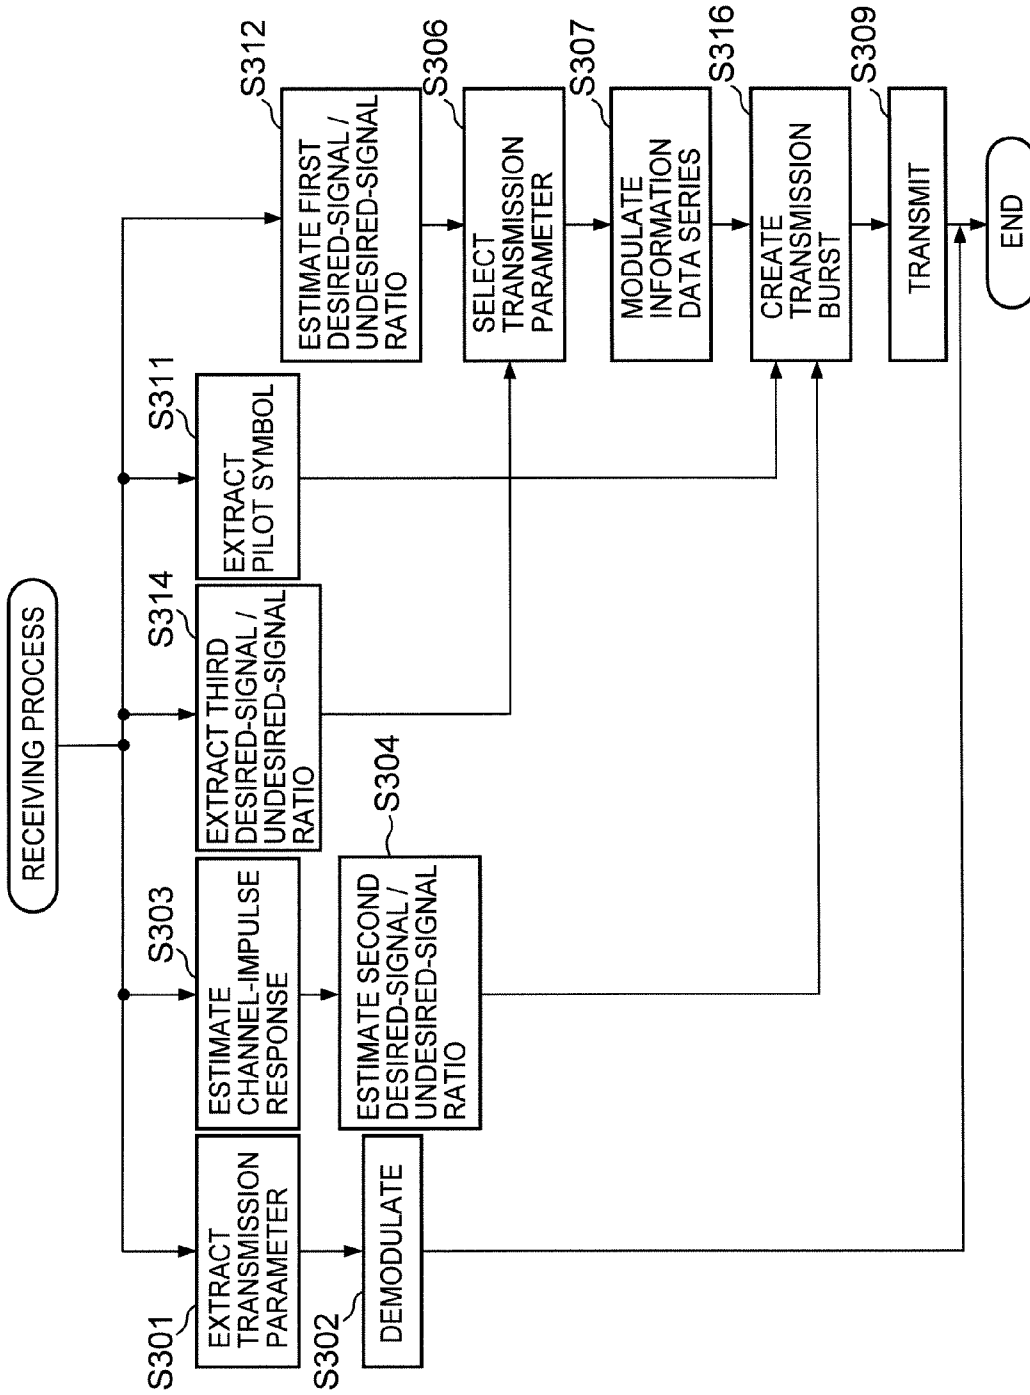 RECEIVING PROCESS
S301
EXTRACT
TRANSMISSION
PARAMETER
S302
DEMODULATE
S303
ESTIMATE
CHANNEL-IMPULSE
RESPONSE
S304
ESTIMATE SECOND
DESIRED-SIGNAL /
UNDESIRED-SIGNAL
RATIO
S314
EXTRACT THIRD
DESIRED-SIGNAL /
UNDESIRED-SIGNAL
RATIO
S311
EXTRACT
PILOT SYMBOL
S312
ESTIMATE FIRST
DESIRED-SIGNAL /
UNDESIRED-SIGNAL
RATIO
S306
SELECT
TRANSMISSION
PARAMETER
S307
MODULATE
INFORMATION
DATA SERIES
S316
CREATE
TRANSMISSION
BURST
S309
TRANSMIT
END